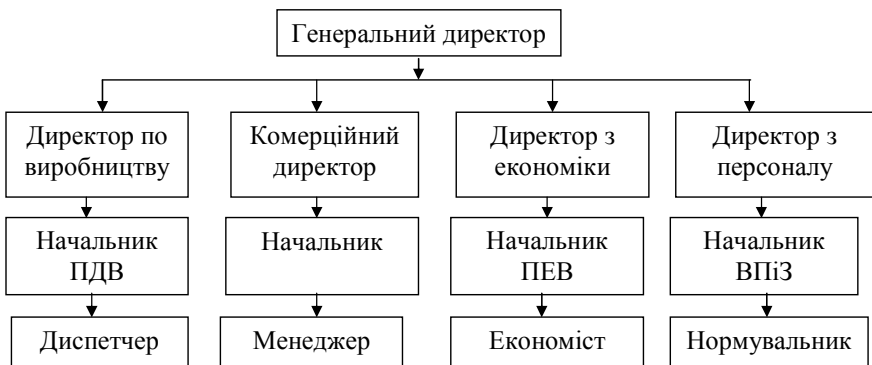 Генеральний директор
Директор по
виробництву
Комерційний
директор
Директор з
економіки
Директор з
персоналу
Начальник
ПДВ
Начальник
Начальник
ПЕВ
Начальник
ВПіЗ
Диспетчер
Менеджер
Економіст
Нормувальник